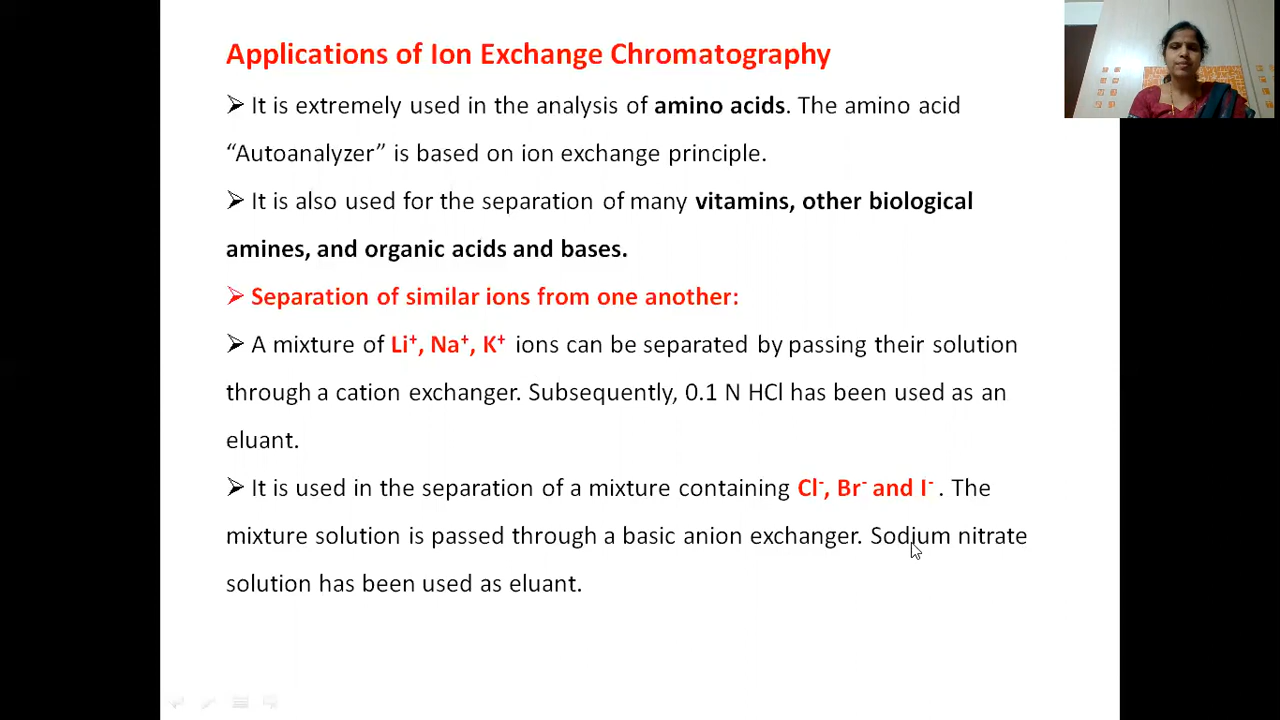 Applications of Ion Exchange Chromatography
➢ It is extremely used in the analysis of amino acids. The amino acid
“Autoanalyzer” is based on ion exchange principle.
➢ It is also used for the separation of many vitamins, other biological
amines, and organic acids and bases.
➢ Separation of similar ions from one another:
➢ A mixture of Li⁺, Na⁺, K⁺ ions can be separated by passing their solution
through a cation exchanger. Subsequently, 0.1 N HCl has been used as an
eluant.
➢ It is used in the separation of a mixture containing Cl⁻, Br⁻ and I⁻ . The
mixture solution is passed through a basic anion exchanger. Sodium nitrate
solution has been used as eluant.